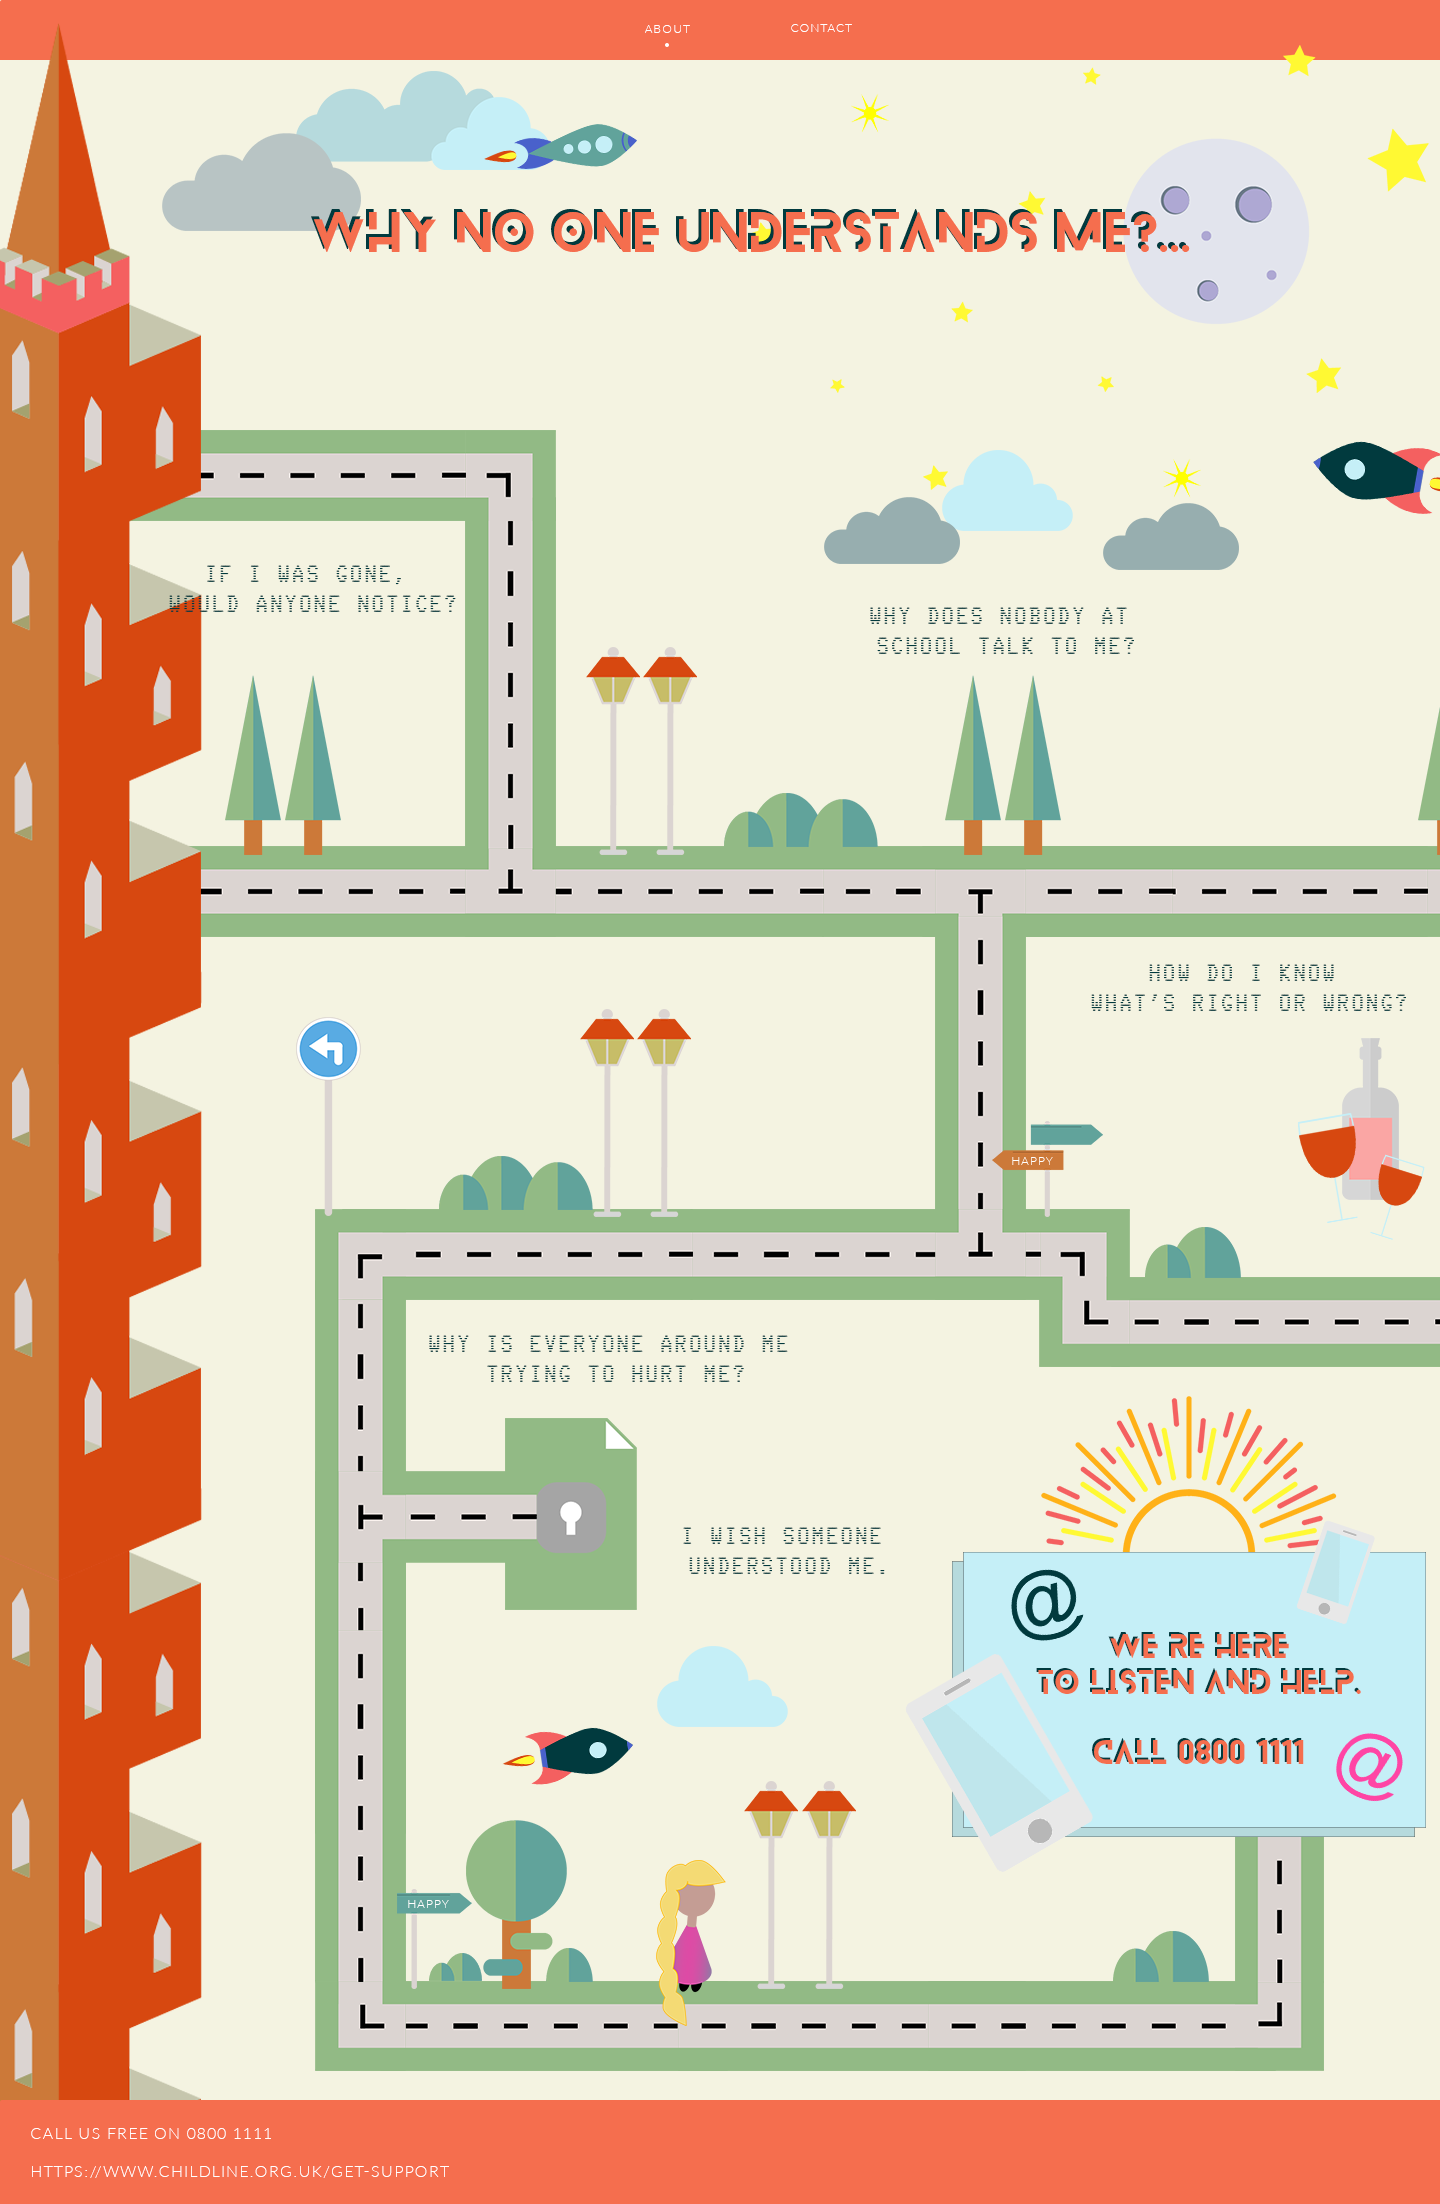 ABOUT
CONTACT
WHY NO ONE UNDERSTANDS ME?...
IF I WAS GONE,
WOULD ANYONE NOTICE?
WHY DOES NOBODY AT
SCHOOL TALK TO ME?
HOW DO I KNOW
WHAT'S RIGHT OR WRONG?
HAPPY
WHY IS EVERYONE AROUND ME
TRYING TO HURT ME?
I WISH SOMEONE
UNDERSTOOD ME.
@
WE RE HERE
TO LISTEN AND HELP.
CALL 0800 1111
@
HAPPY
CALL US FREE ON 0800 1111
HTTPS://WWW.CHILDLINE.ORG.UK/GET-SUPPORT